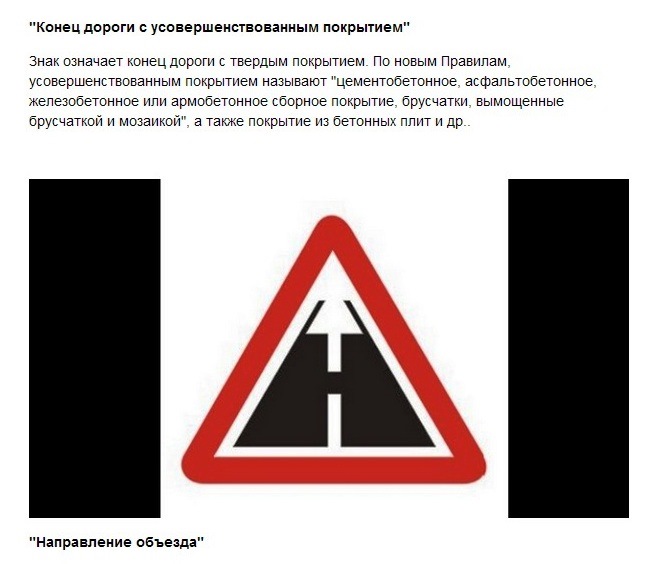 "Конец дороги с усовершенствованным покрытием"
Знак означает конец дороги с твердым покрытием. По новым Правилам,
усовершенствованным покрытием называют "цементобетонное, асфальтобетонное,
железобетонное или армобетонное сборное покрытие, брусчатки, вымощенные
брусчаткой и мозаикой", а также покрытие из бетонных плит и др..
"Направление объезда"